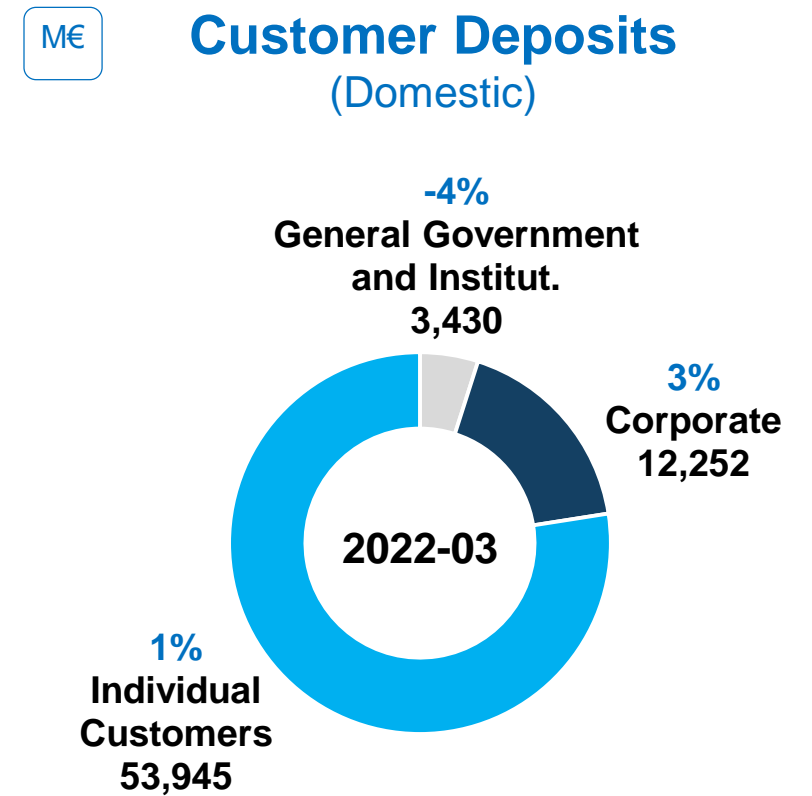 M€
Customer Deposits
(Domestic)
-4%
General Government
and Institut.
3,430
3%
Corporate
12,252
2022-03
1%
Individual
Customers
53,945